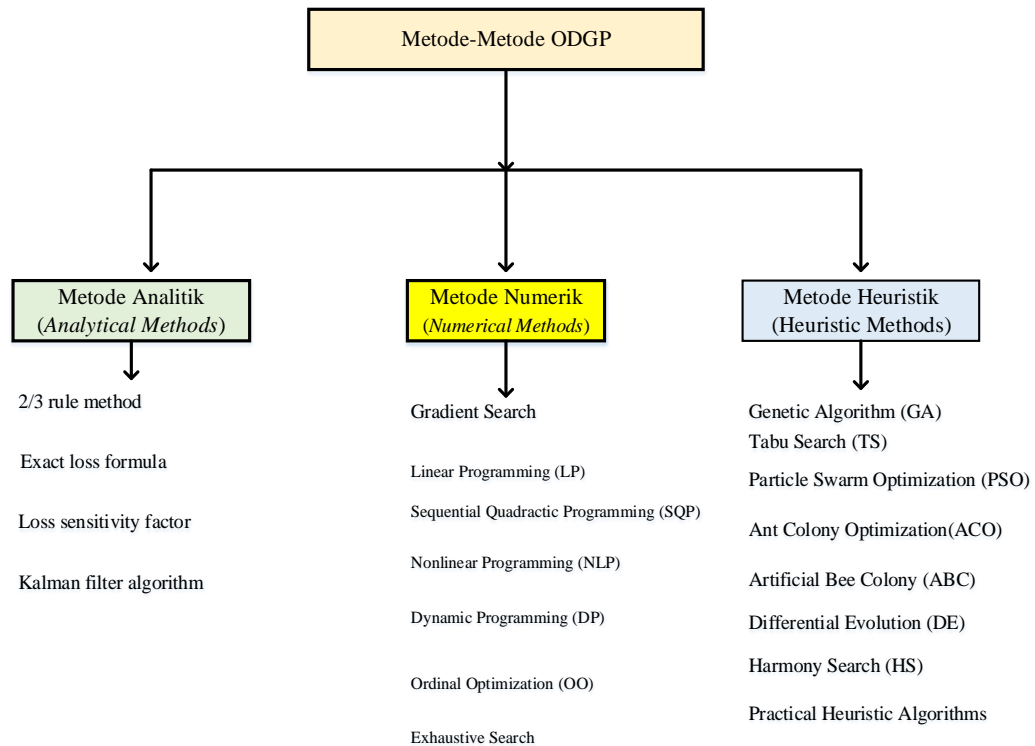 Metode-Metode ODGP
Metode Analitik
(Analytical Methods)
2/3 rule method
Exact loss formula
Loss sensitivity factor
Kalman filter algorithm
Metode Numerik
(Numerical Methods)
Gradient Search
Linear Programming (LP)
Sequential Quadractic Programming (SQP)
Nonlinear Programming (NLP)
Dynamic Programming (DP)
Ordinal Optimization (OO)
Exhaustive Search
Metode Heuristik
(Heuristic Methods)
Genetic Algorithm (GA)
Tabu Search (TS)
Particle Swarm Optimization (PSO)
Ant Colony Optimization(ACO)
Artificial Bee Colony (ABC)
Differential Evolution (DE)
Harmony Search (HS)
Practical Heuristic Algorithms